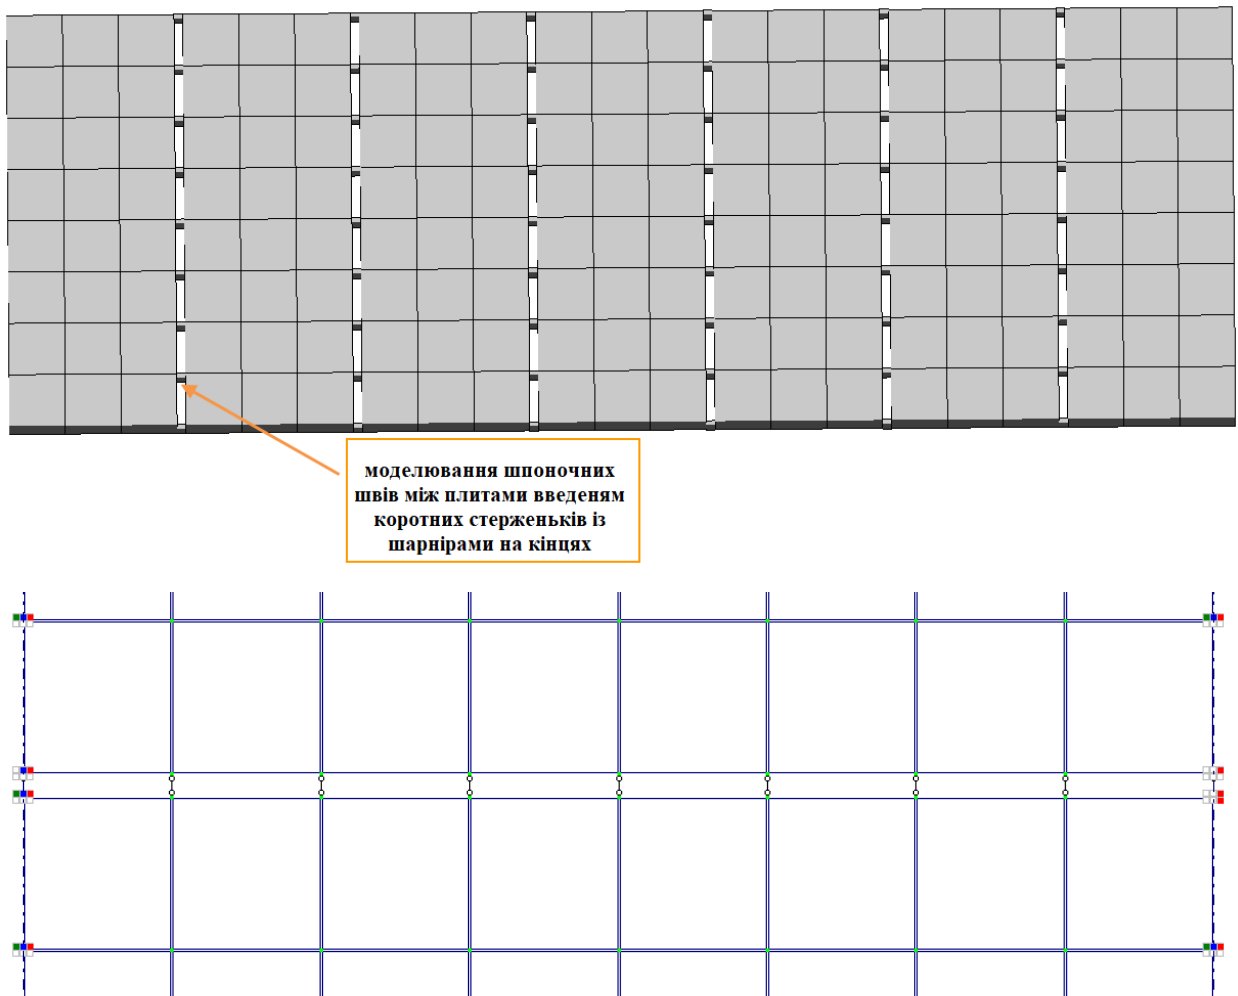 моделювання шпоночних
швів між плитами введеням
коротних стерженьків із
шарнірами на кінцях